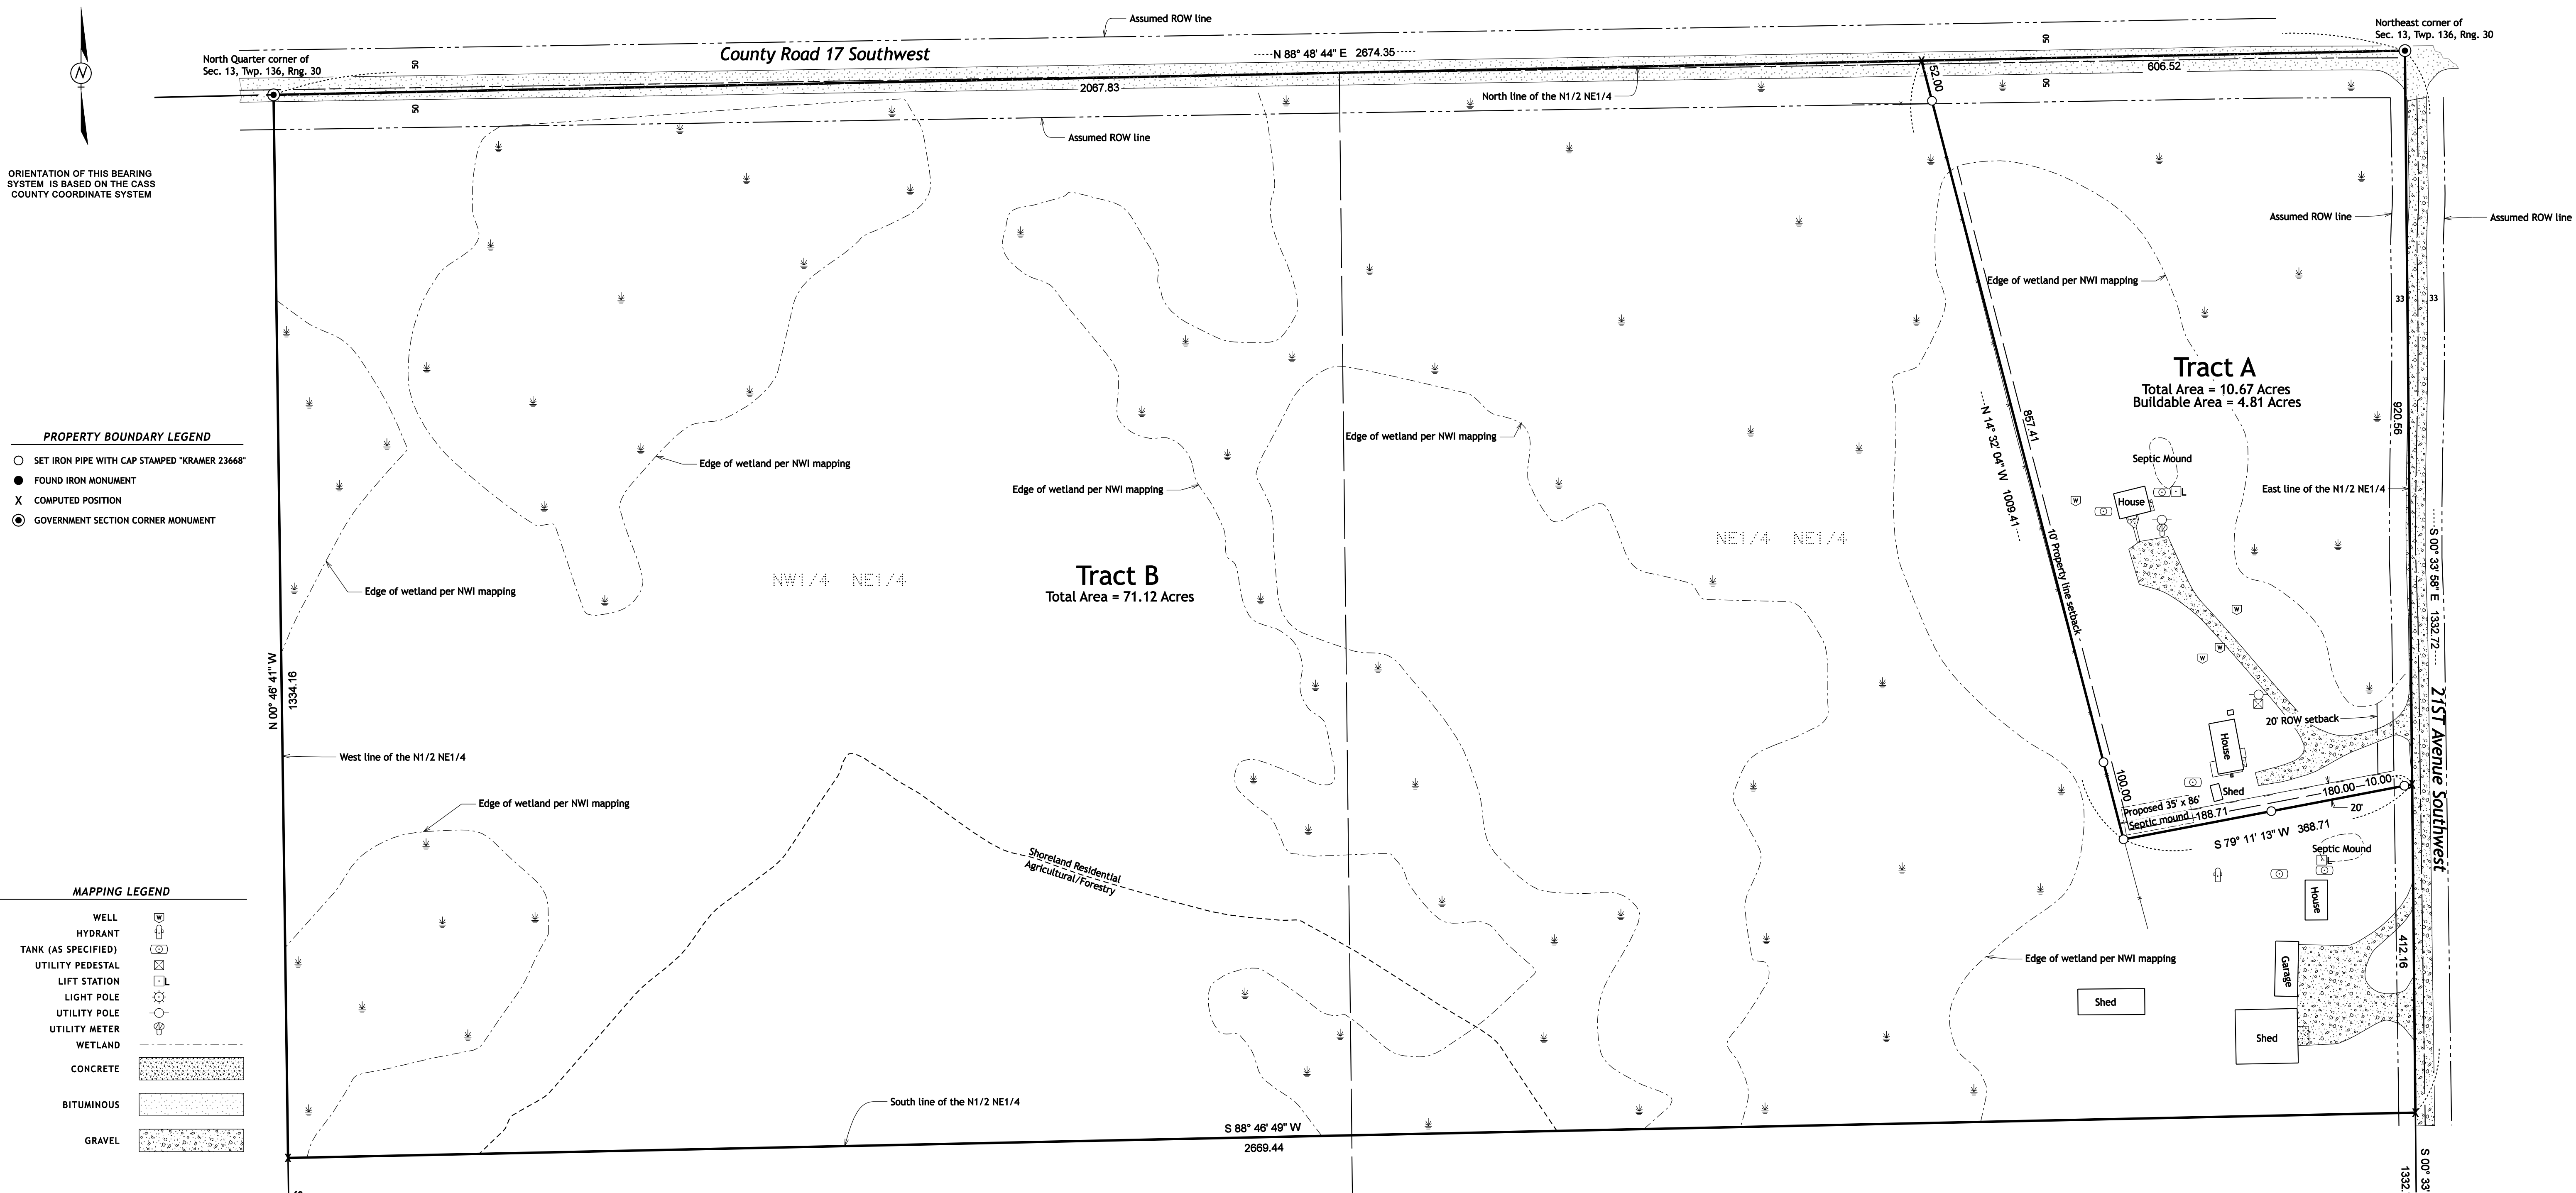 Assumed ROW line
Northeast corner of
Sec. 13, Twp. 136, Rng. 30
North Quarter corner of
Sec. 13, Twp. 136, Rng. 30
County Road 17 Southwest
N 88° 48' 44" E 2674.35
50
50
606.52
52.00
2067.83
North line of the N1/2 NE1/4
50
50
Assumed ROW line
N
ORIENTATION OF THIS BEARING
SYSTEM IS BASED ON THE CASS
COUNTY COORDINATE SYSTEM
Assumed ROW line
Assumed ROW line
Edge of wetland per NWI mapping
33
33
Tract A
Total Area = 10.67 Acres
Buildable Area = 4.81 Acres
857.41
N 14° 32' 04" W 1009.41
920.56
PROPERTY BOUNDARY LEGEND
SET IRON PIPE WITH CAP STAMPED "KRAMER 23668"
FOUND IRON MONUMENT
X COMPUTED POSITION
GOVERNMENT SECTION CORNER MONUMENT
Edge of wetland per NWI mapping
Edge of wetland per NWI mapping
Edge of wetland per NWI mapping
Septic Mound
House
L
W
East line of the N1/2 NE1/4
S 00° 33' 58" E 1332.72
NE1/4 NE1/4
10' Property line setback
NW1/4 NE1/4
Tract B
Total Area = 71.12 Acres
Edge of wetland per NWI mapping
W
W
W
N 00° 46' 41" W
1334.16
West line of the N1/2 NE1/4
20' ROW setback
21ST Avenue Southwest
House
Shed
100.00
Proposed 35' x 86'
Septic mound
188.71
180.00
10.00
20'
S 79° 11' 13" W 368.71
Edge of wetland per NWI mapping
Shoreland Residential
Agricultural/Forestry
Septic Mound
L
House
412.16
Edge of wetland per NWI mapping
Garage
Shed
Shed
MAPPING LEGEND
WELL W
HYDRANT
TANK (AS SPECIFIED)
UTILITY PEDESTAL
LIFT STATION L
LIGHT POLE
UTILITY POLE
UTILITY METER
WETLAND
CONCRETE
BITUMINOUS
GRAVEL
South line of the N1/2 NE1/4
S 88° 46' 49" W
2669.44
S 00° 33'
1332.